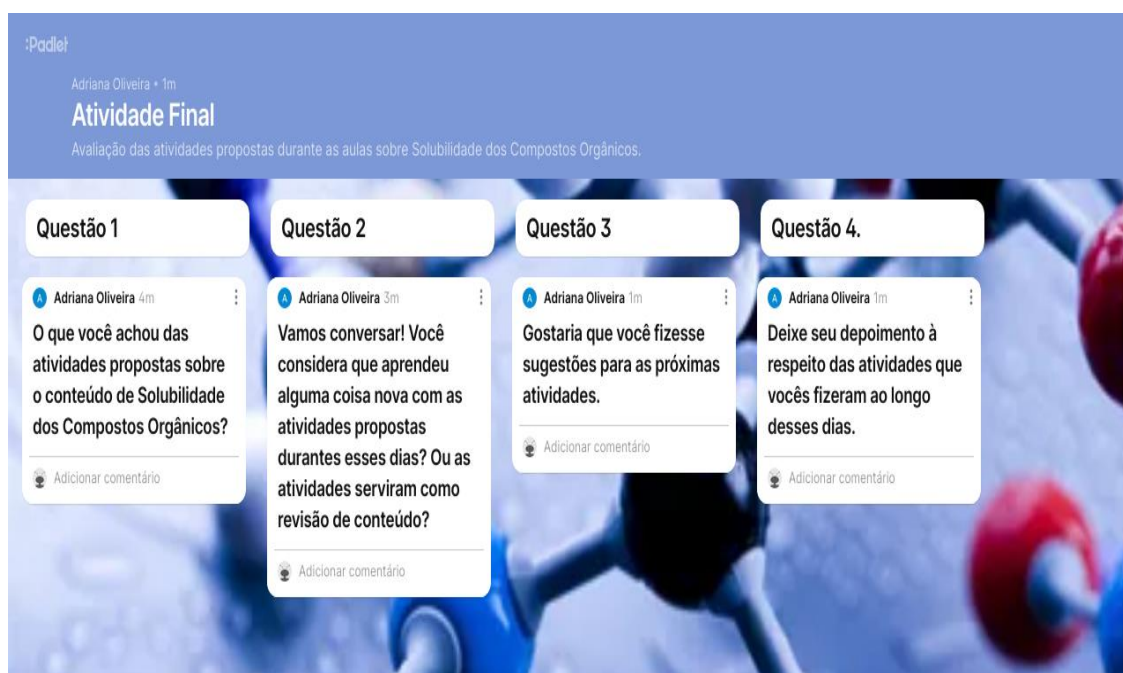 :Padlet
Adriana Oliveira • 1m
Atividade Final
Avaliação das atividades propostas durante as aulas sobre Solubilidade dos Compostos Orgânicos.
Questão 1
A Adriana Oliveira 4m
O que você achou das
atividades propostas sobre
o conteúdo de Solubilidade
dos Compostos Orgânicos?
Adicionar comentário
Questão 2
A Adriana Oliveira 3m
Vamos conversar! Você
considera que aprendeu
alguma coisa nova com as
atividades propostas
durantes esses dias? Ou as
atividades serviram como
revisão de conteúdo?
Adicionar comentário
Questão 3
A Adriana Oliveira 1m
Gostaria que você fizesse
sugestões para as próximas
atividades.
Adicionar comentário
Questão 4.
A Adriana Oliveira 1m
Deixe seu depoimento à
respeito das atividades que
vocês fizeram ao longo
desses dias.
Adicionar comentário